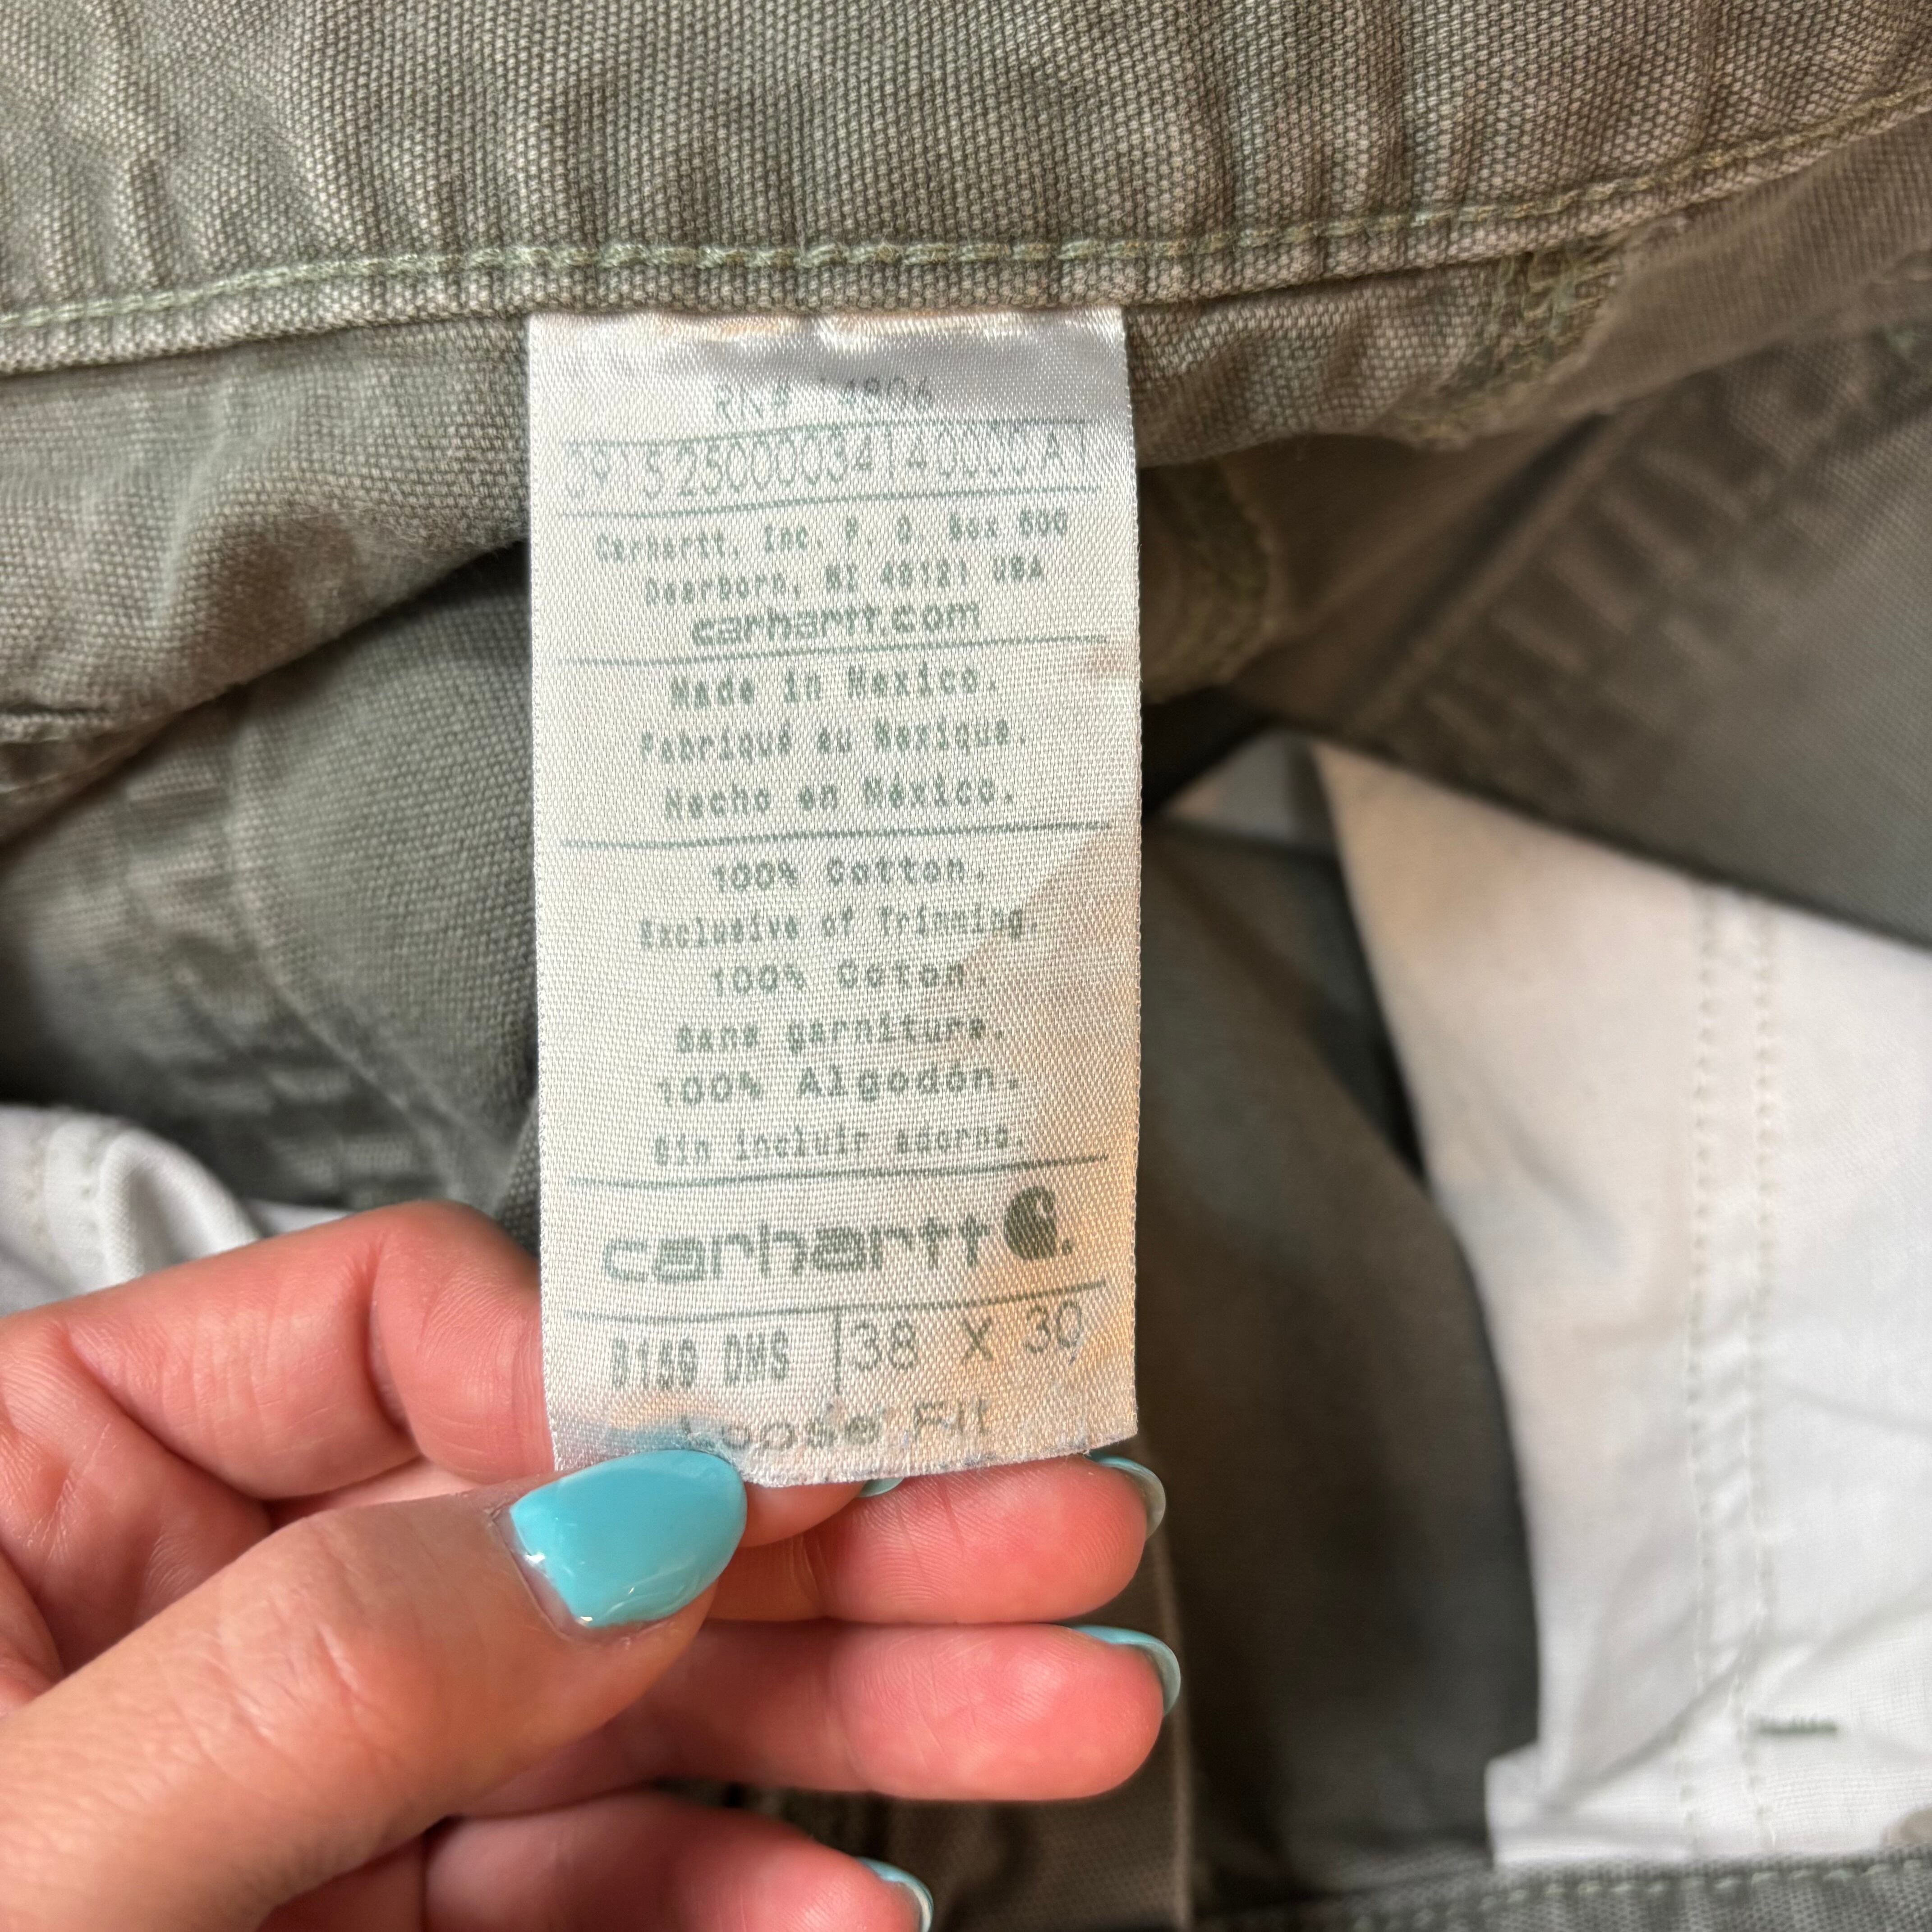 RN# 14806
3915250000341400000A1
Carhartt, Inc. P. O. Box 600
Dearborn, MI 48121 USA
carhartt.com
Made in Mexico.
Fabriqué au Mexique.
Hecho en México.
100% Cotton.
Exclusive of Trimming.
100% Coton.
Sans garniture.
100% Algodón.
Sin incluir adorno.
carhartt
B159 DMS 38 X 30
Loose Fit